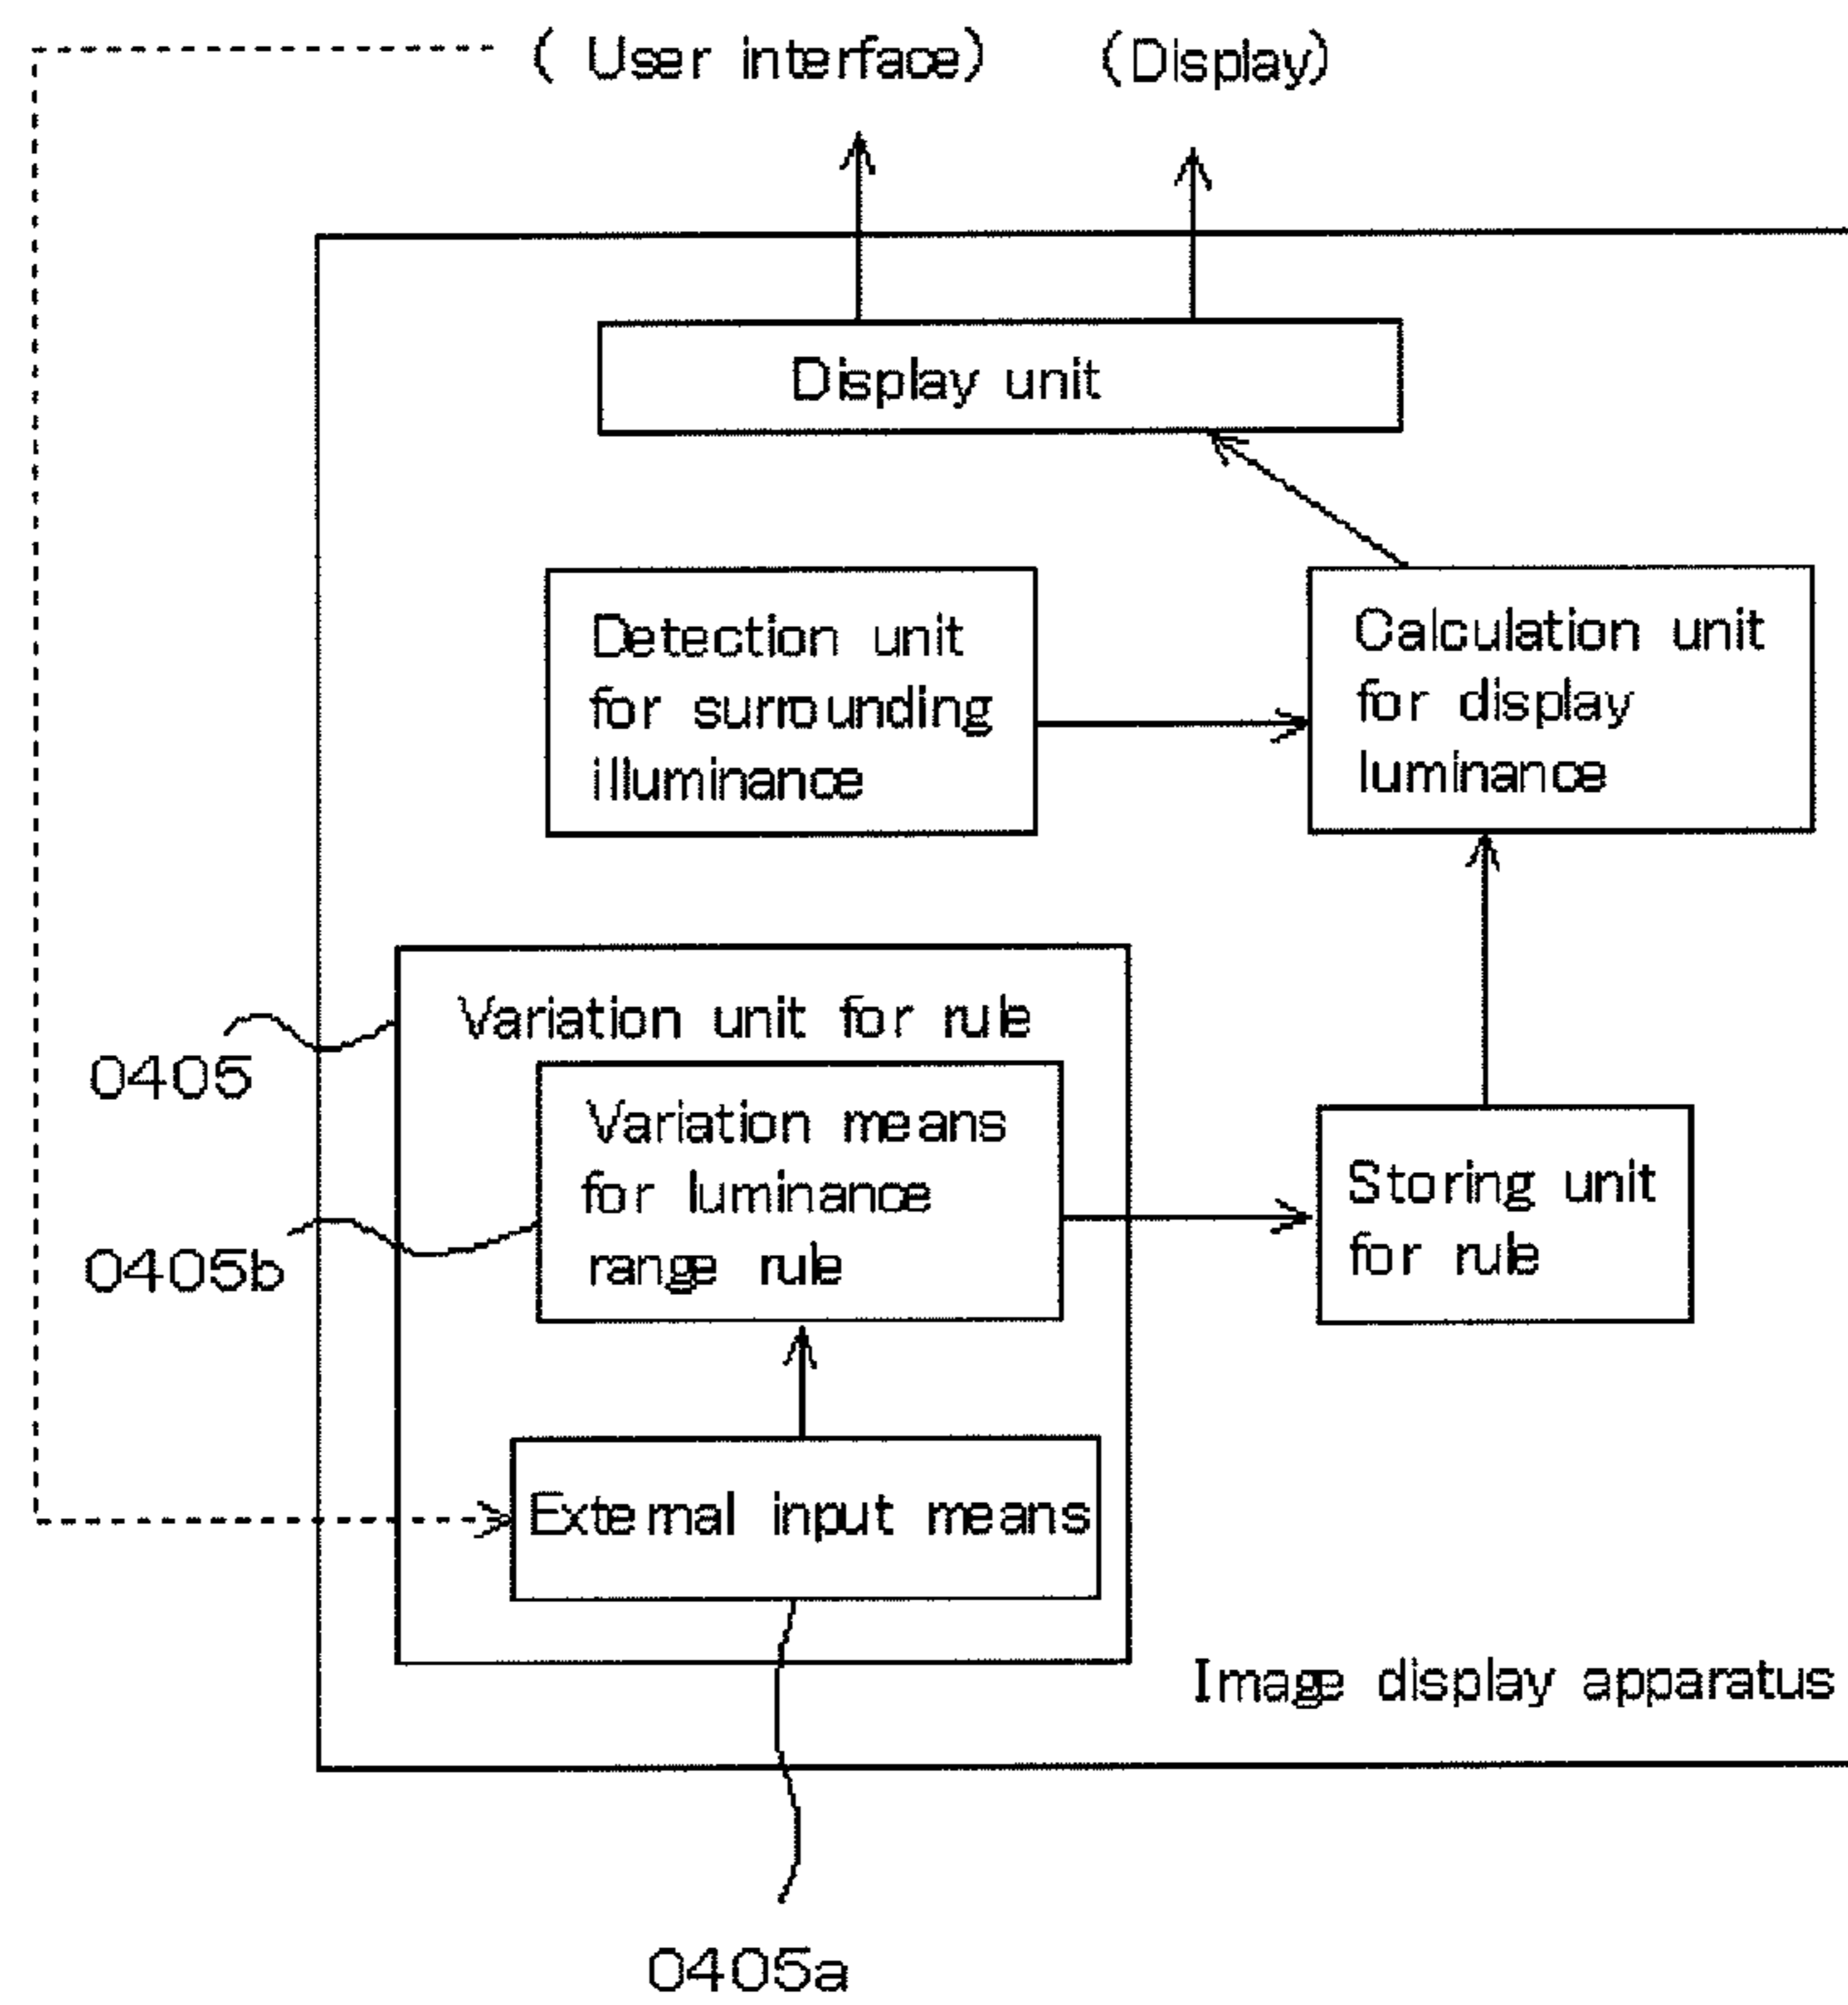 ( User interface) (Display)
Display unit
Detection unit
for surrounding
illuminance
Calculation unit
for display
luminance
Variation unit for rule
0405
Variation means
for luminance
range rule
0405b
Storing unit
for rule
External input means
Image display apparatus
0405a